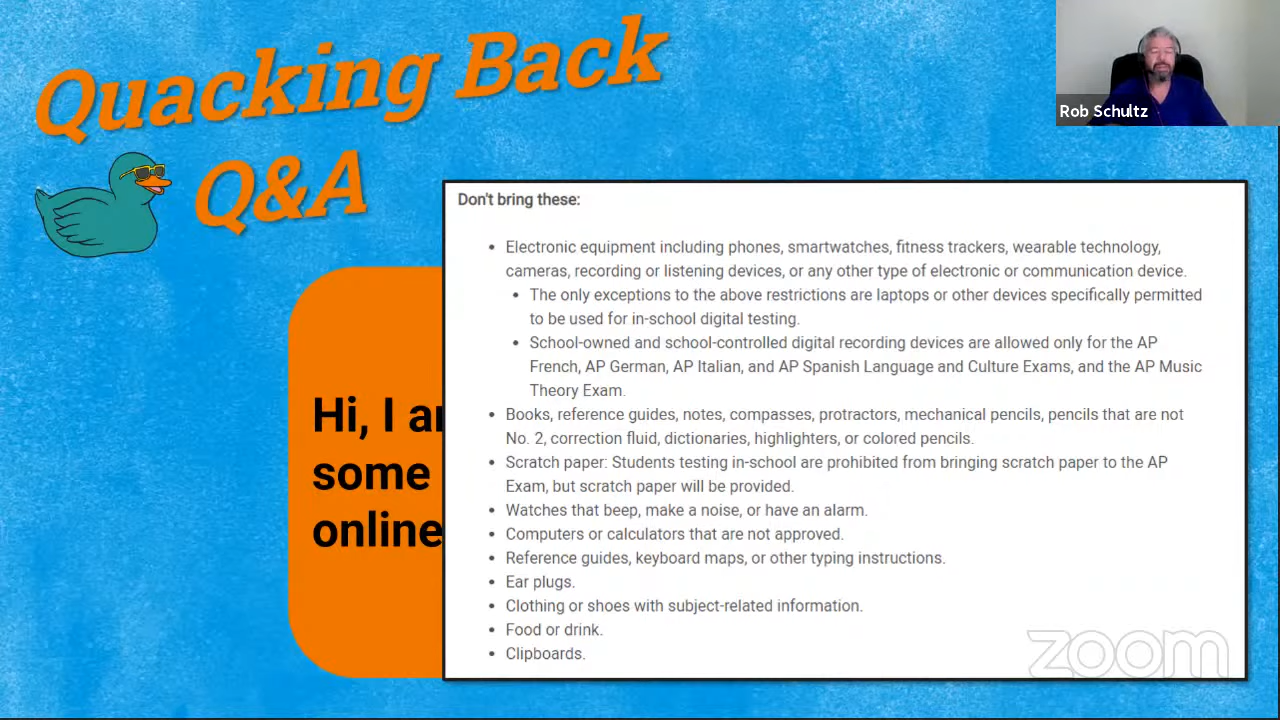 Quacking Back
Q&A
Rob Schultz
Don't bring these:
• Electronic equipment including phones, smartwatches, fitness trackers, wearable technology,
cameras, recording or listening devices, or any other type of electronic or communication device.
• The only exceptions to the above restrictions are laptops or other devices specifically permitted
to be used for in-school digital testing.
• School-owned and school-controlled digital recording devices are allowed only for the AP
French, AP German, AP Italian, and AP Spanish Language and Culture Exams, and the AP Music
Theory Exam.
• Books, reference guides, notes, compasses, protractors, mechanical pencils, pencils that are not
No. 2, correction fluid, dictionaries, highlighters, or colored pencils.
• Scratch paper: Students testing in-school are prohibited from bringing scratch paper to the AP
Exam, but scratch paper will be provided.
• Watches that beep, make a noise, or have an alarm.
• Computers or calculators that are not approved.
• Reference guides, keyboard maps, or other typing instructions.
• Ear plugs.
• Clothing or shoes with subject-related information.
• Food or drink.
• Clipboards.
Hi, I
some
online
zoom